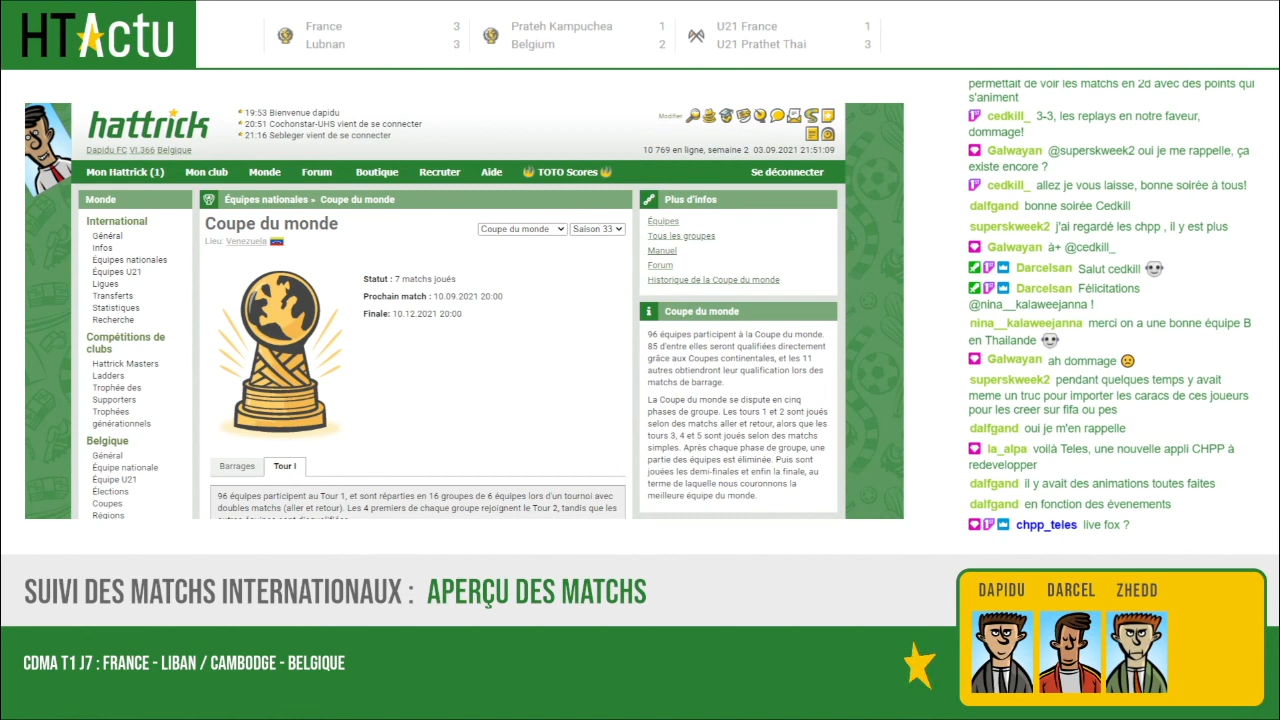 HTActu
France 3
Lubnan 3
Prateh Kampuchea 1
Belgium 2
U21 France 1
U21 Prathet Thai 3
hattrick
Dapidu FC VI.366 Belgique
19:53 Bienvenue dapidu
20:51 Cochonstar-UHS vient de se connecter
21:16 Sebleger vient de se connecter
Modifier
10 769 en ligne, semaine 2 03.09.2021 21:51:09
Mon Hattrick (1) Mon club Monde Forum Boutique Recruter Aide TOTO Scores Se déconnecter
Monde
International
Général
Infos
Équipes nationales
Équipes U21
Ligues
Transferts
Statistiques
Recherche
Compétitions de
clubs
Hattrick Masters
Ladders
Trophée des
Supporters
Trophées
générationnels
Belgique
Général
Équipe nationale
Équipe U21
Élections
Coupes
Régions
Équipes nationales » Coupe du monde
Coupe du monde
Lieu: Venezuela
Coupe du monde Saison 33
Statut : 7 matchs joués
Prochain match : 10.09.2021 20:00
Finale: 10.12.2021 20:00
Barrages Tour I
96 équipes participent au Tour 1, et sont réparties en 16 groupes de 6 équipes lors d'un tournoi avec
doubles matchs (aller et retour). Les 4 premiers de chaque groupe rejoignent le Tour 2, tandis que les
Plus d'infos
Équipes
Tous les groupes
Manuel
Forum
Historique de la Coupe du monde
Coupe du monde
96 équipes participent à la Coupe du monde.
85 d'entre elles seront qualifiées directement
grâce aux Coupes continentales, et les 11
autres obtiendront leur qualification lors des
matchs de barrage.
La Coupe du monde se dispute en cinq
phases de groupe. Les tours 1 et 2 sont joués
selon des matchs aller et retour, alors que les
tours 3, 4 et 5 sont joués selon des matchs
simples. Après chaque phase de groupe, une
partie des équipes est éliminée. Puis sont
jouées les demi-finales et enfin la finale, au
terme de laquelle nous couronnons la
meilleure équipe du monde.
permettait de voir les matchs en 2d avec des points qui
s'animent
cedkill_ 3-3, les replays en notre faveur,
dommage!
Galwayan @superskweek2 oui je me rappelle, ça
existe encore ?
cedkill_ allez je vous laisse, bonne soirée à tous!
dalfgand bonne soirée Cedkill
superskweek2 j'ai regardé les chpp , il y est plus
Galwayan à+ @cedkill_
Darcelsan Salut cedkill
Darcelsan Félicitations
@nina__kalaweejanna !
nina__kalaweejanna merci on a une bonne équipe B
en Thailande
Galwayan ah dommage
superskweek2 pendant quelques temps y avait
meme un truc pour importer les caracs de ces joueurs
pour les creer sur fifa ou pes
dalfgand oui je m'en rappelle
la_alpa voilà Teles, une nouvelle appli CHPP à
redevelopper
dalfgand il y avait des animations toutes faites
dalfgand en fonction des évenements
chpp_teles live fox ?
SUIVI DES MATCHS INTERNATIONAUX : APERÇU DES MATCHS
CDMA T1 J7 : FRANCE - LIBAN / CAMBODGE - BELGIQUE
DAPIDU DARCEL ZHEDD